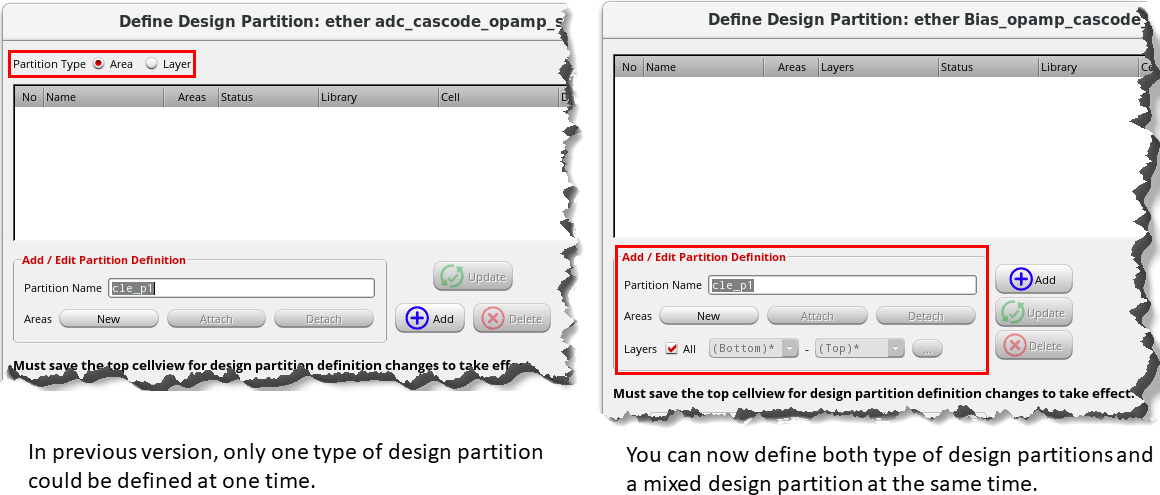 Define Design Partition: ether adc_cascode_opamp_s
Partition Type Area Layer
No Name Areas Status Library Cell
Add / Edit Partition Definition
Partition Name cle_p1
Areas New Attach Detach
Update
Add Delete
Must save the top cellview for design partition definition changes to take eff
In previous version, only one type of design partition
could be defined at one time.
Define Design Partition: ether Bias_opamp_cascode_
No Name Areas Layers Status Library Ce
Add / Edit Partition Definition
Partition Name cle_p1
Areas New Attach Detach
Layers All (Bottom)* - (Top)* ...
Add
Update
Delete
Must save the top cellview for design partition definition changes to take effect.
You can now define both type of design partitions and
a mixed design partition at the same time.